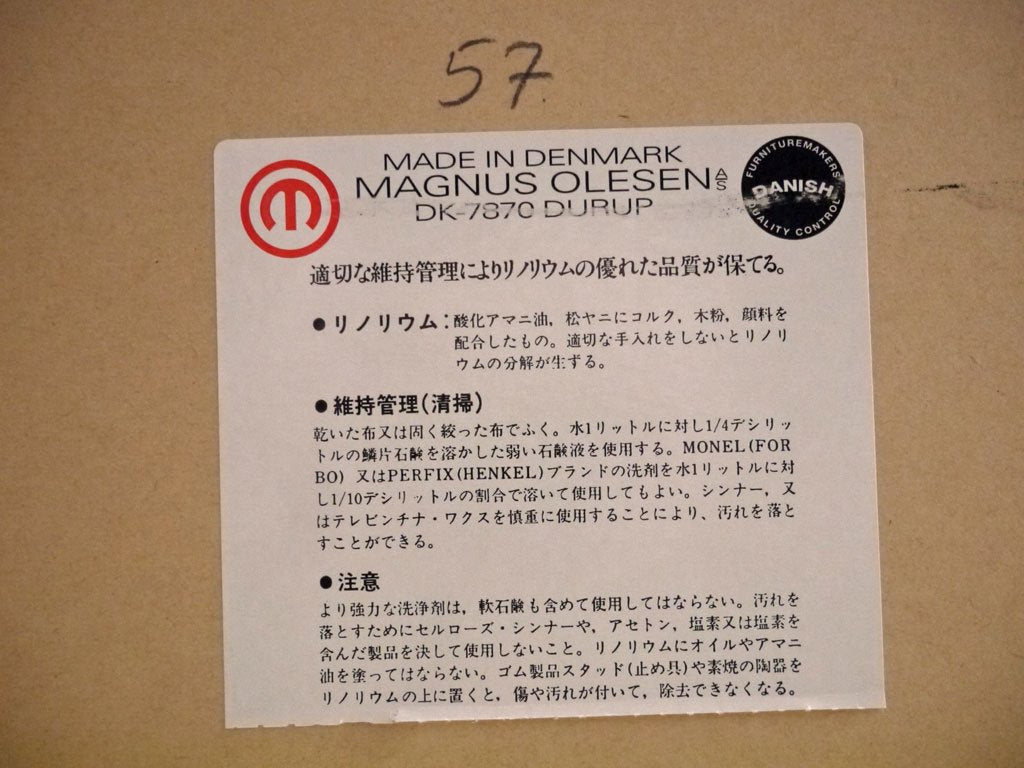 57
MADE IN DENMARK
MAGNUS OLESEN A/S
DK-7870 DURUP
FURNITUREMAKERS
DANISH
QUALITY CONTROL
適切な維持管理によりリノリウムの優れた品質が保てる。
●リノリウム：酸化アマニ油，松ヤニにコルク，木粉，顔料を
配合したもの。適切な手入れをしないとリノリ
ウムの分解が生ずる。
●維持管理(清掃)
乾いた布又は固く絞った布でふく。水1リットルに対し1/4デシリッ
トルの鱗片石鹸を溶かした弱い石鹸液を使用する。MONEL(FOR
BO) 又はPERFIX(HENKEL)ブランドの洗剤を水1リットルに対
し1/10デシリットルの割合で溶いて使用してもよい。シンナー，又
はテレビンチナ・ワクスを慎重に使用することにより、汚れを落と
すことができる。
●注意
より強力な洗浄剤は，軟石鹸も含めて使用してはならない。汚れを
落とすためにセルローズ・シンナーや，アセトン，塩素又は塩素を
含んだ製品を決して使用しないこと。リノリウムにオイルやアマニ
油を塗ってはならない。ゴム製品スタッド(止め具)や素焼の陶器を
リノリウムの上に置くと，傷や汚れが付いて，除去できなくなる。